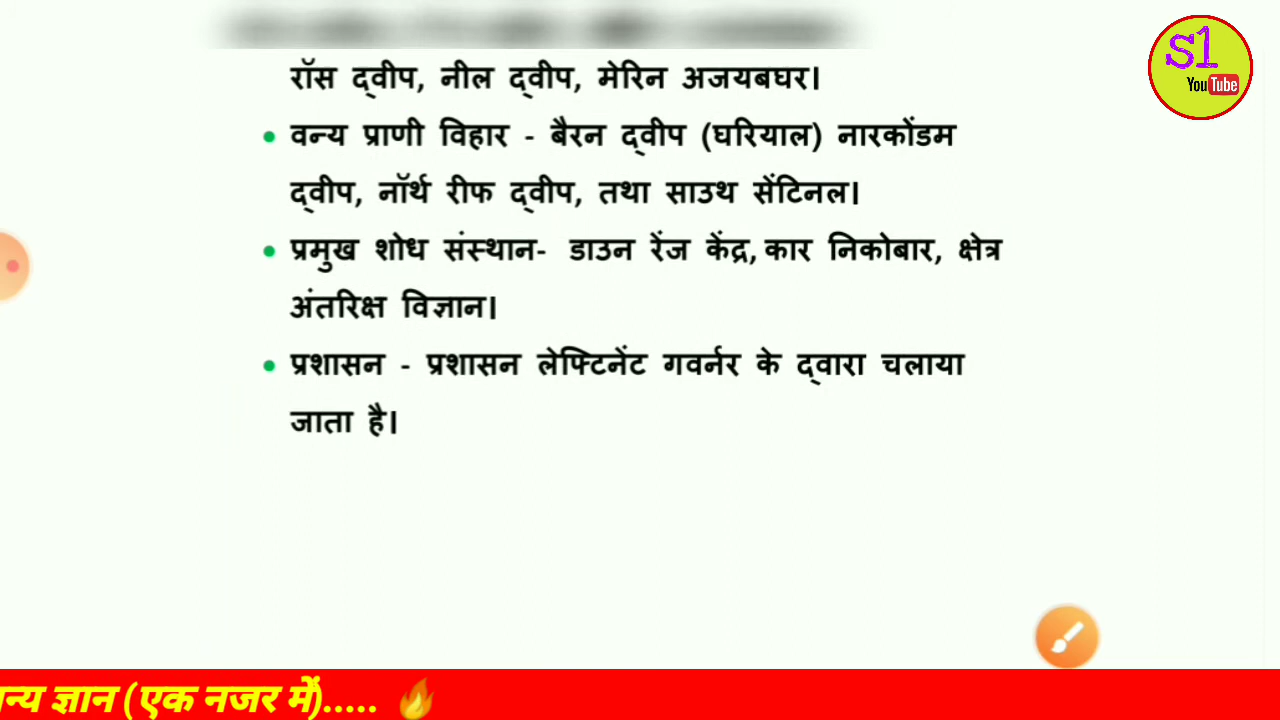 रॉस द्वीप, नील द्वीप, मेरिन अजयबघर।
वन्य प्राणी विहार - बैरन द्वीप (घरियाल) नारकोंडम
द्वीप, नॉर्थ रीफ द्वीप, तथा साउथ सेंटिनल।
प्रमुख शोध संस्थान- डाउन रेंज केंद्र, कार निकोबार, क्षेत्र
अंतरिक्ष विज्ञान।
प्रशासन - प्रशासन लेफ्टिनेंट गवर्नर के द्वारा चलाया
जाता है।
S1
YouTube
ज्ञान (एक नजर में).....